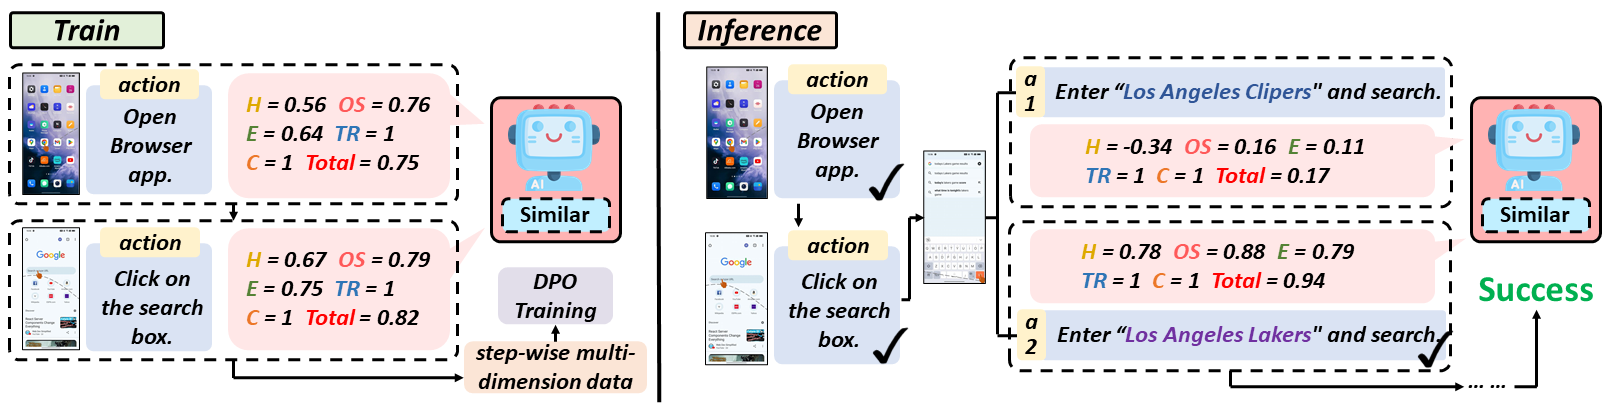 Train
action
Open
Browser
app.
H = 0.56 OS = 0.76
E = 0.64 TR = 1
C = 1 Total = 0.75
AI
Similar
action
Click on
the search
box.
Google
H = 0.67 OS = 0.79
E = 0.75 TR = 1
C = 1 Total = 0.82
DPO
Training
step-wise multi-
dimension data
Inference
action
Open
Browser
app.
action
Click on
the search
box.
Google
a
1
Enter “Los Angeles Clipers" and search.
H = -0.34 OS = 0.16 E = 0.11
TR = 1 C = 1 Total = 0.17
AI
Similar
H = 0.78 OS = 0.88 E = 0.79
TR = 1 C = 1 Total = 0.94
a
2
Enter “Los Angeles Lakers" and search.
... ...
Success